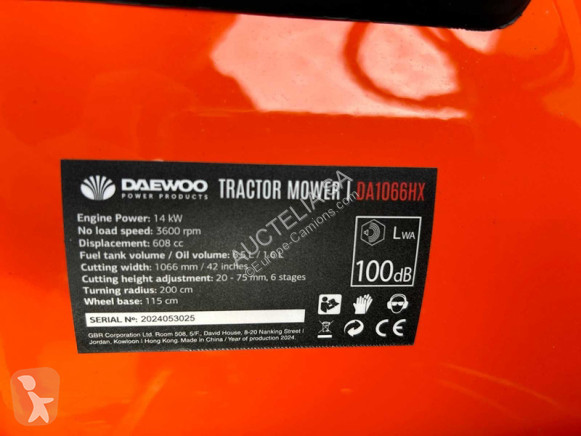 DAEWOO
POWER PRODUCTS
TRACTOR MOWER | DA1066HX
Engine Power: 14 kW
No load speed: 3600 rpm
Displacement: 608 cc
Fuel tank volume / Oil volume:
Cutting width: 1066 mm / 42 inches
Cutting height adjustment: 20 - 75 mm, 6 stages
Turning radius: 200 cm
Wheel base: 115 cm
SERIAL Nº: 2024053025
GBR Corporation Ltd. Room 508, 5/F., David House, 8-20 Nanking Street |
Jordan, Kowloon | Hong Kong. Made in China / Year of production 2024.
LWA
100dB
CE
AUCTELIA SA
Europe-Camions.com